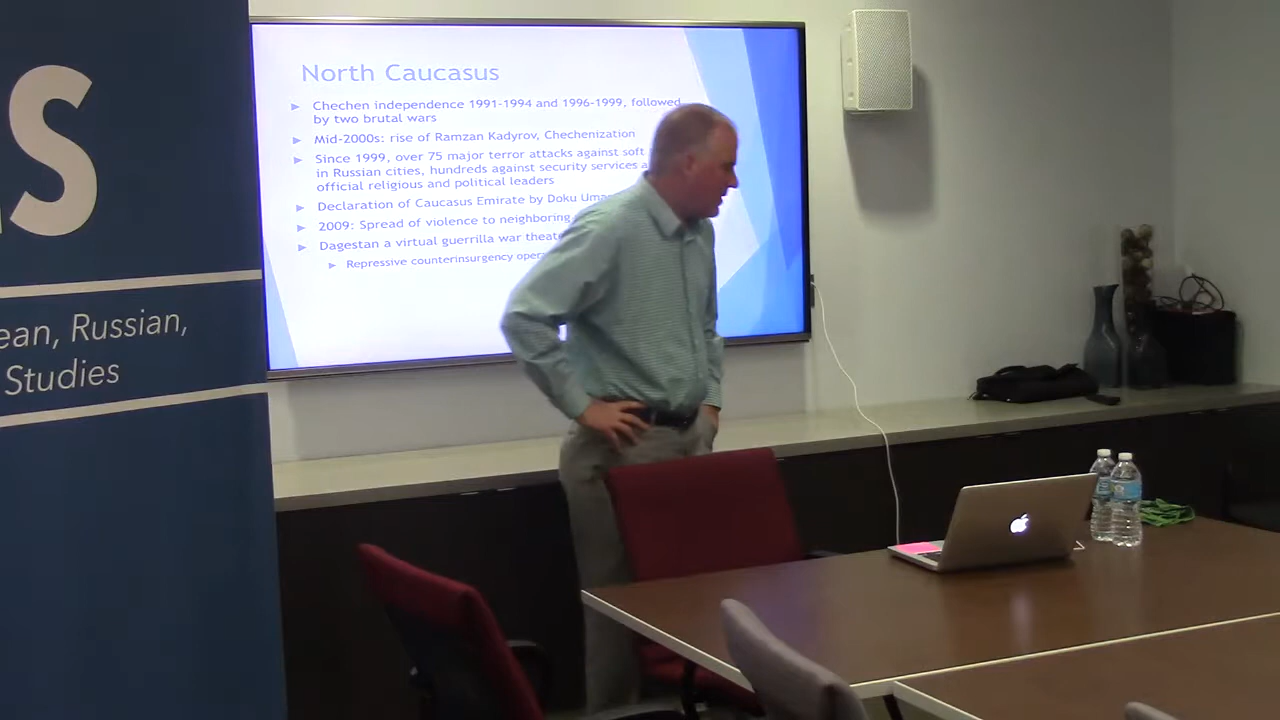 S
ean, Russian,
Studies
North Caucasus
Chechen independence 1991-1994 and 1996-1999, followed
by two brutal wars
Mid-2000s: rise of Ramzan Kadyrov, Chechenization
Since 1999, over 75 major terror attacks against soft
in Russian cities, hundreds against security services a
official religious and political leaders
Declaration of Caucasus Emirate by Doku Uma
2009: Spread of violence to neighboring
Dagestan a virtual guerrilla war theat
Repressive counterinsurgency oper